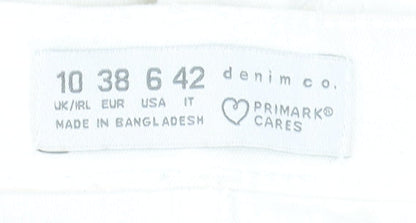 10 38 6 42
UK/IRL EUR USA IT
MADE IN BANGLADESH
denim co.
PRIMARK®
CARES